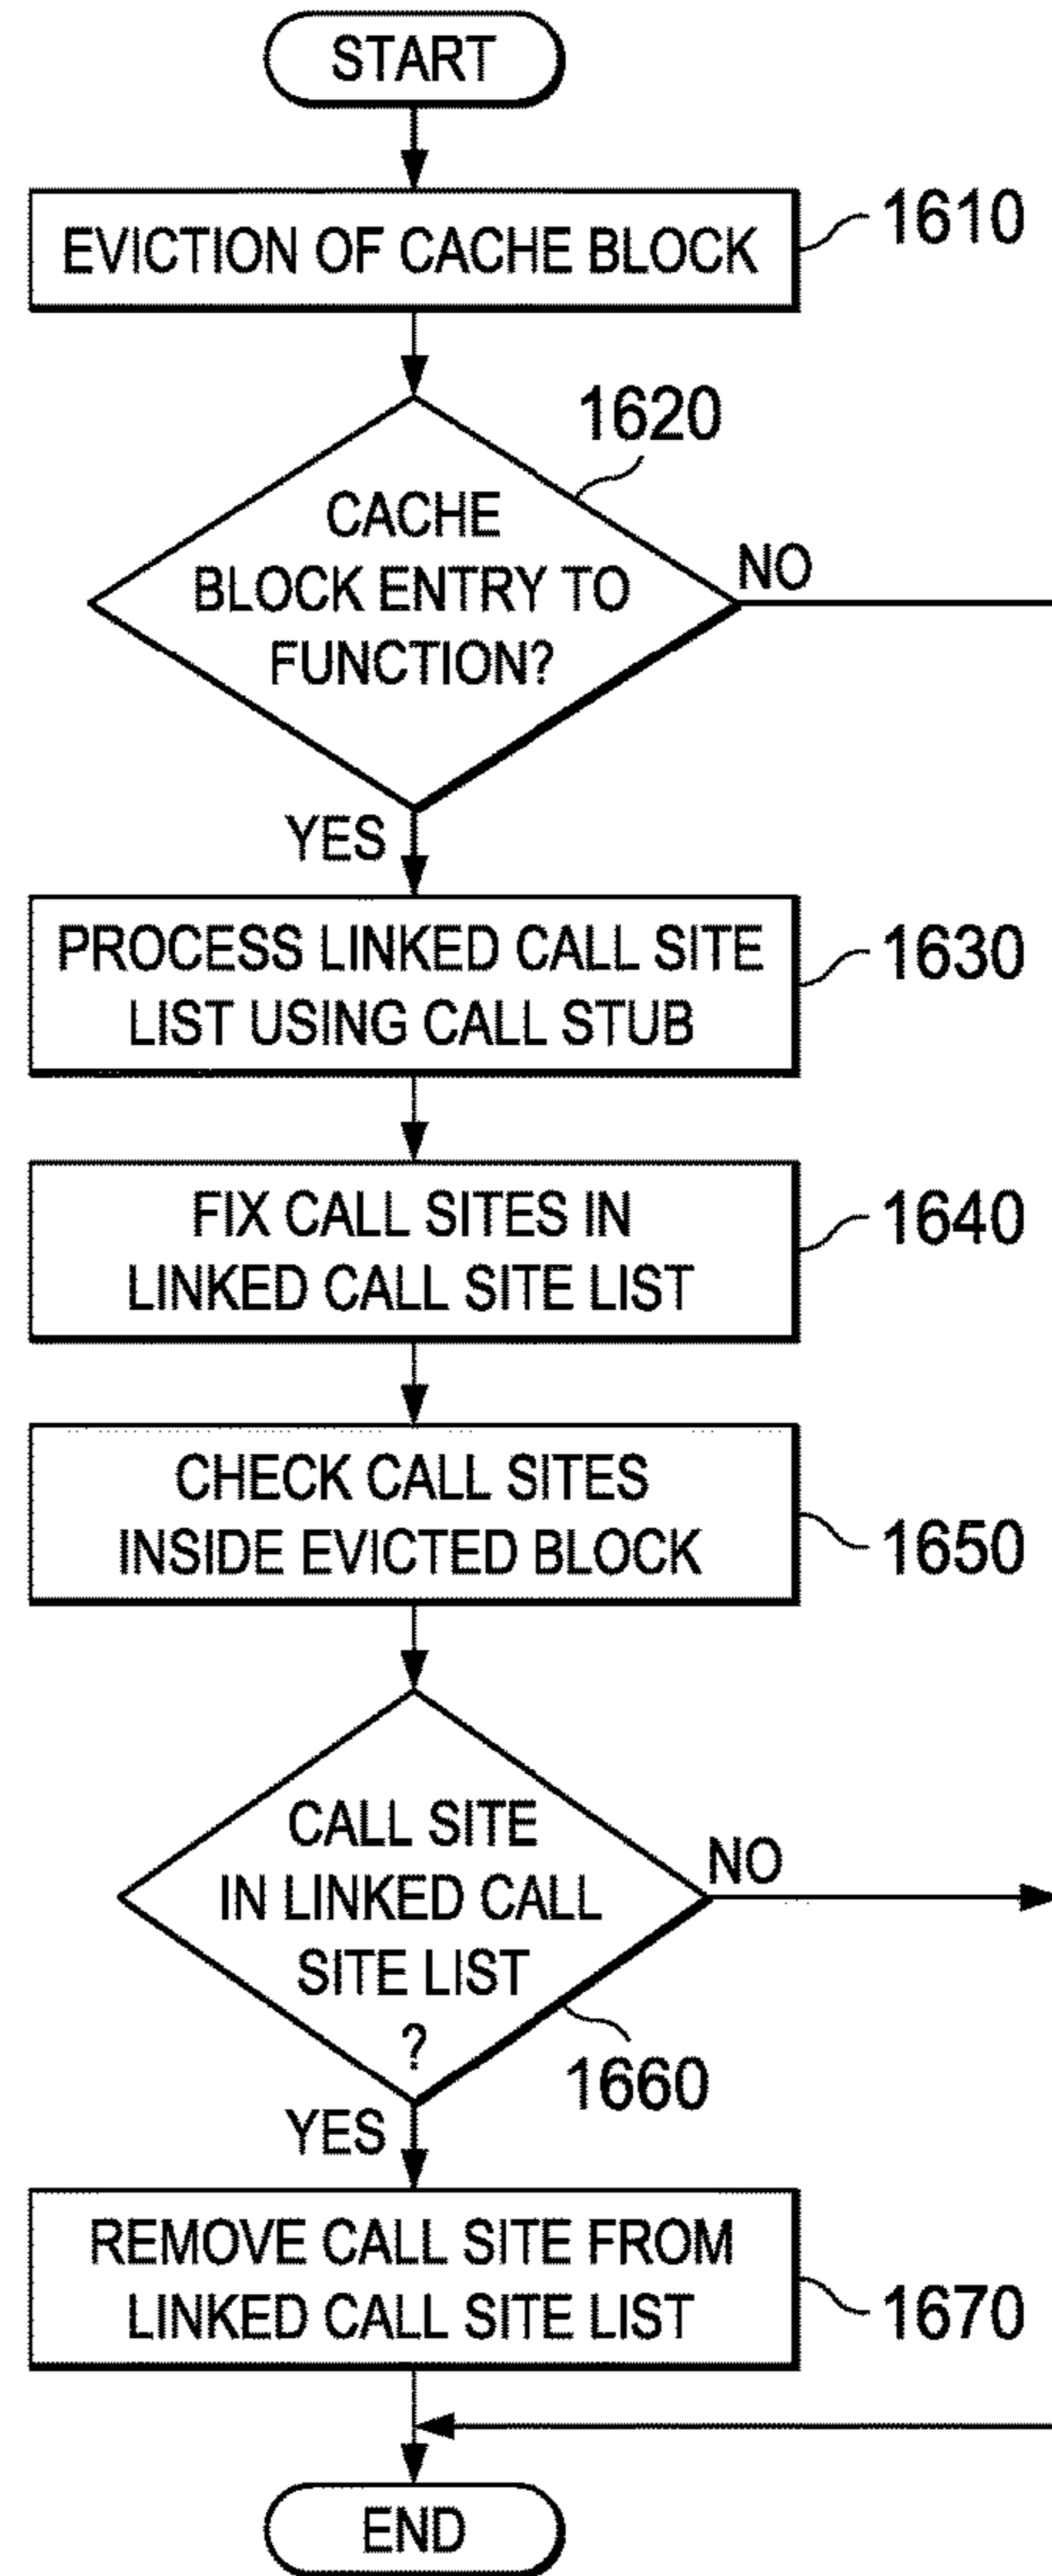 START
EVICTION OF CACHE BLOCK
1610
1620
CACHE
BLOCK ENTRY TO
FUNCTION?
NO
YES
PROCESS LINKED CALL SITE
LIST USING CALL STUB
1630
FIX CALL SITES IN
LINKED CALL SITE LIST
1640
CHECK CALL SITES
INSIDE EVICTED BLOCK
1650
CALL SITE
IN LINKED CALL
SITE LIST
?
NO
1660
YES
REMOVE CALL SITE FROM
LINKED CALL SITE LIST
1670
END